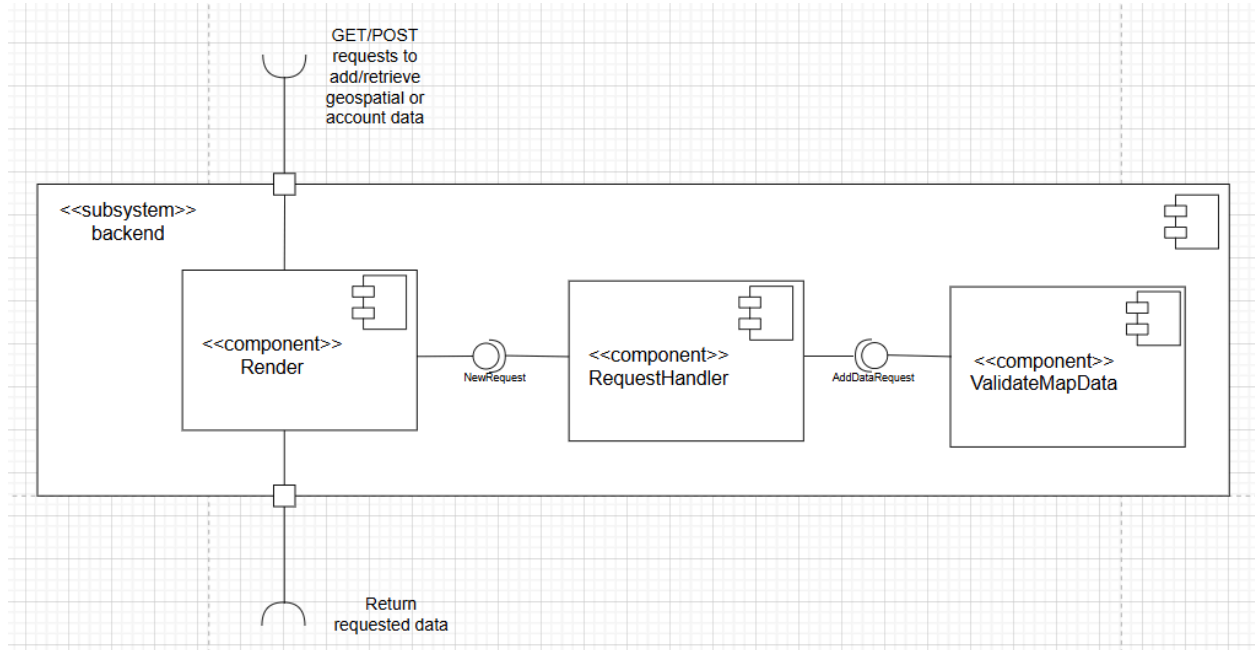 GET/POST
requests to
add/retrieve
geospatial or
account data
<<subsystem>>
backend
<<component>>
Render
NewRequest
<<component>>
RequestHandler
AddDataRequest
<<component>>
ValidateMapData
Return
requested data